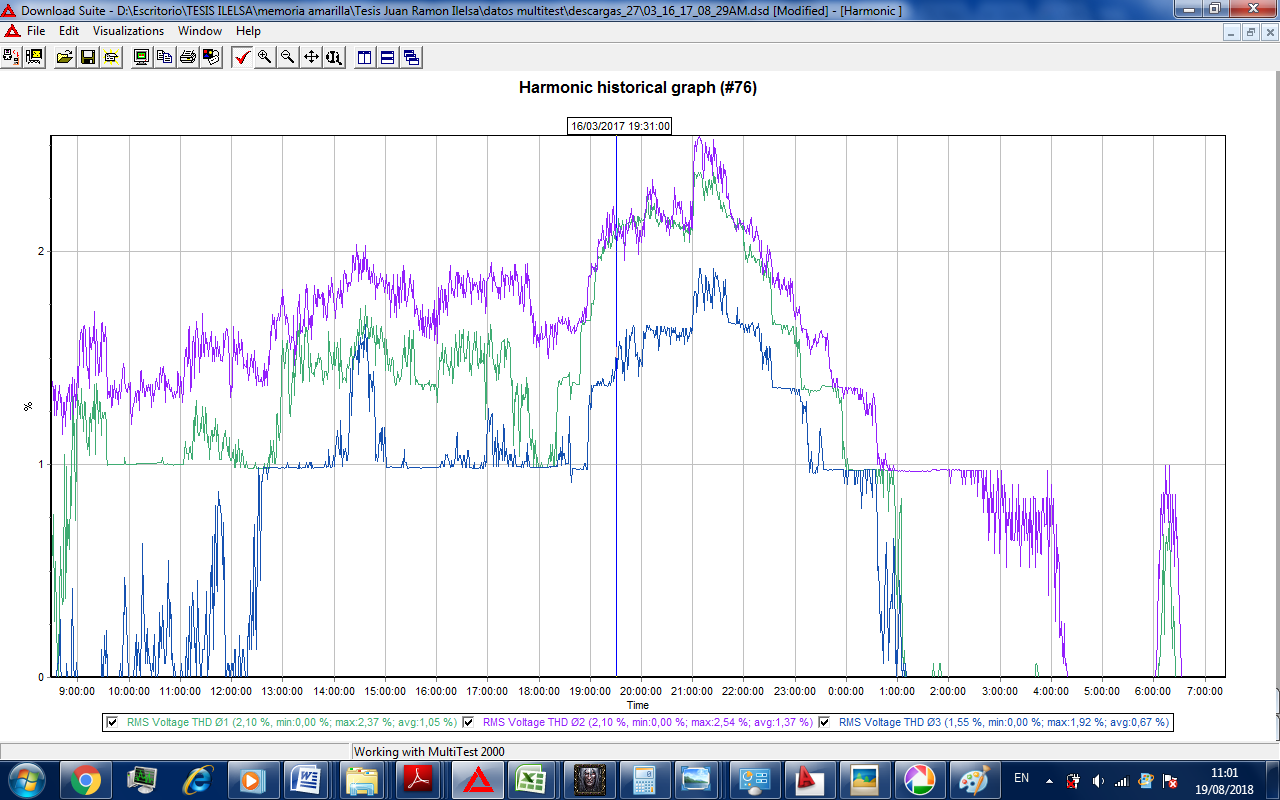 Download Suite - D:\Escritorio\TESIS ILELSA\memoria amarilla\Tesis Juan Ramon Ilelsa\datos multitest\descargas_27\03_16_17_08_29AM.dsd [Modified] - [Harmonic ]
File Edit Visualizations Window Help
Harmonic historical graph (#76)
16/03/2017 19:31:00
2
%
1
0
9:00:00 10:00:00 11:00:00 12:00:00 13:00:00 14:00:00 15:00:00 16:00:00 17:00:00 18:00:00 19:00:00 20:00:00 21:00:00 22:00:00 23:00:00 0:00:00 1:00:00 2:00:00 3:00:00 4:00:00 5:00:00 6:00:00 7:00:00
Time
RMS Voltage THD Ø1 (2,10 %, min:0,00 %; max:2,37 %; avg:1,05 %) RMS Voltage THD Ø2 (2,10 %, min:0,00 %; max:2,54 %; avg:1,37 %) RMS Voltage THD Ø3 (1,55 %, min:0,00 %; max:1,92 %; avg:0,67 %)
Working with MultiTest 2000
EN
11:01
19/08/2018